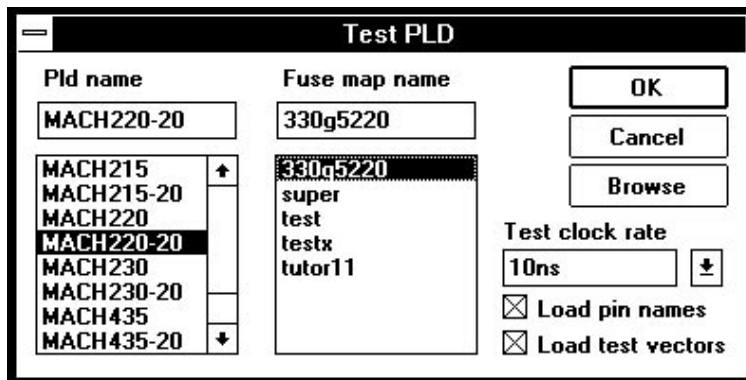 Test PLD
Pld name
MACH220-20
MACH215
MACH215-20
MACH220
MACH220-20
MACH230
MACH230-20
MACH435
MACH435-20
Fuse map name
330g5220
330g5220
super
test
testx
tutor11
OK
Cancel
Browse
Test clock rate
10ns
Load pin names
Load test vectors